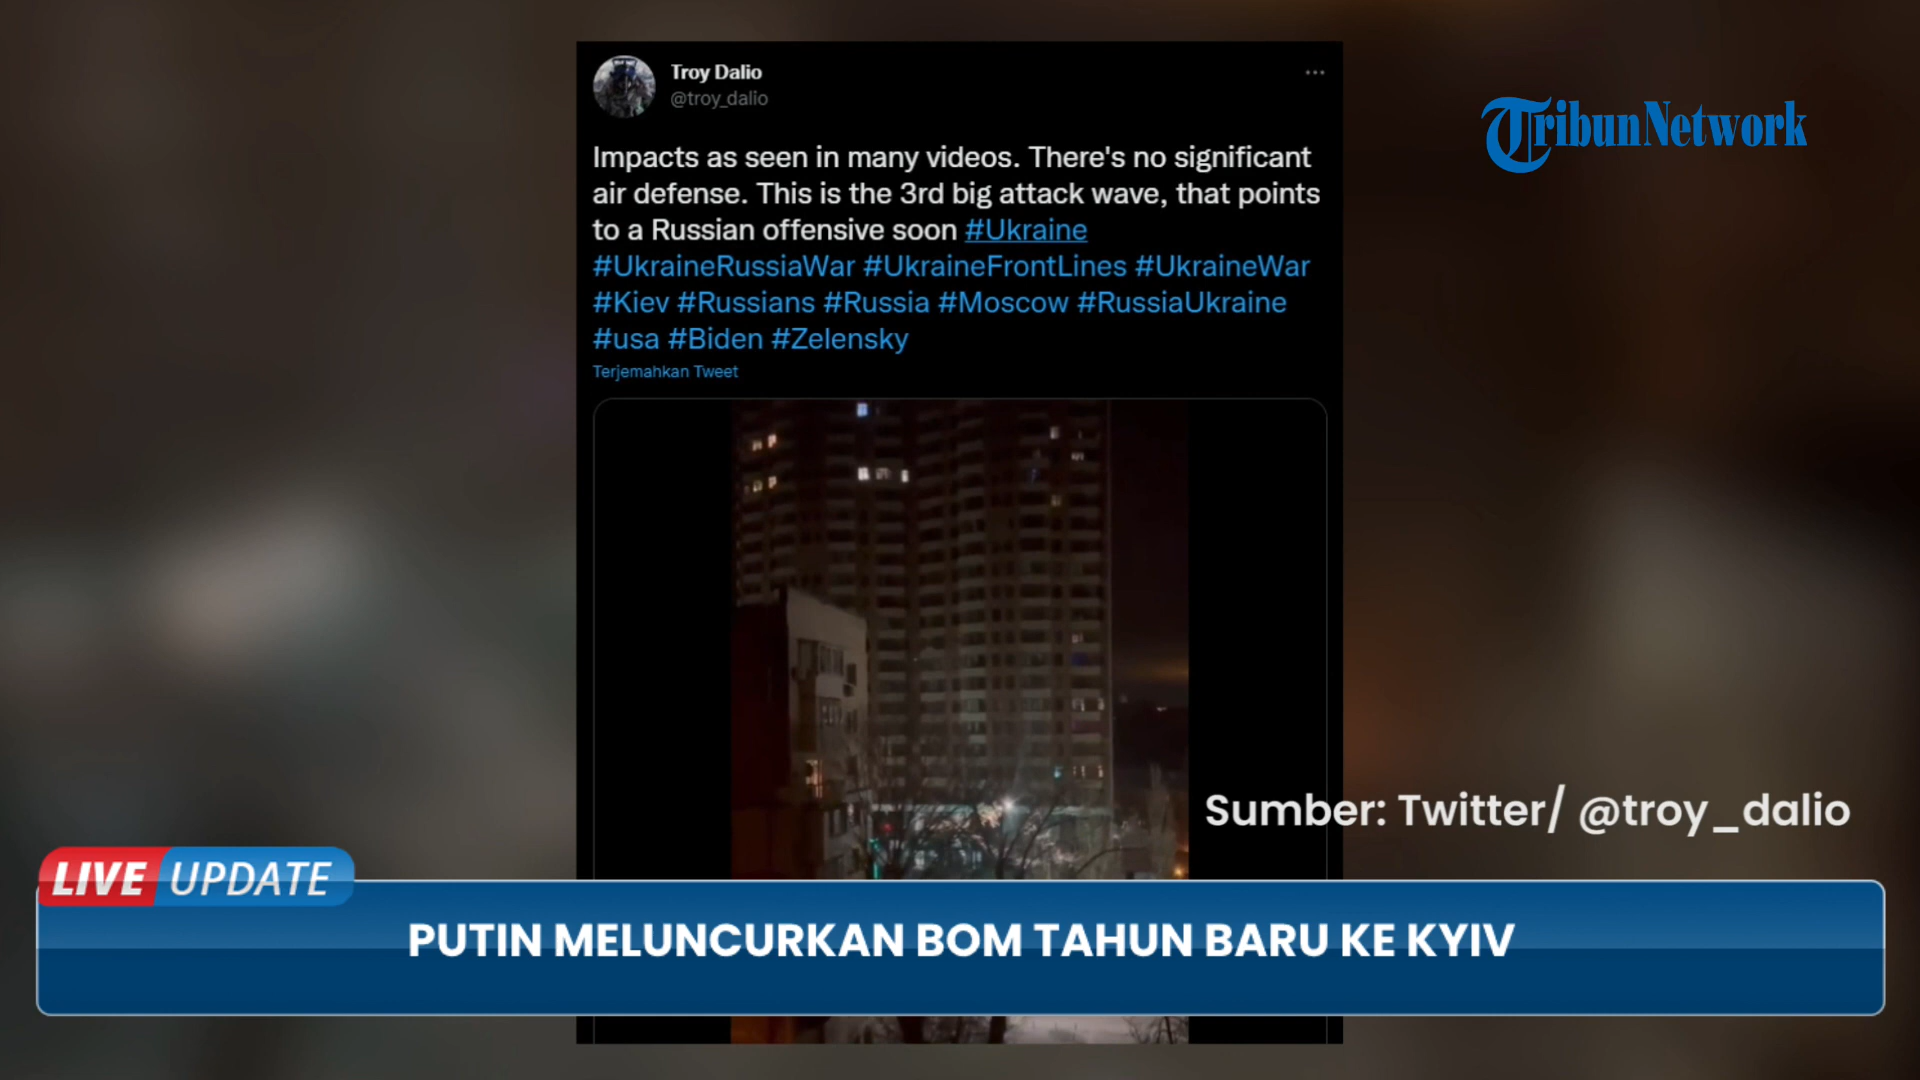 Troy Dalio
@troy_dalio
TribunNetwork
Impacts as seen in many videos. There's no significant
air defense. This is the 3rd big attack wave, that points
to a Russian offensive soon #Ukraine
#UkraineRussiaWar #UkraineFrontLines #UkraineWar
#Kiev #Russians #Russia #Moscow #RussiaUkraine
#usa #Biden #Zelensky
Terjemahkan Tweet
Sumber: Twitter/ @troy_dalio
LIVE UPDATE
PUTIN MELUNCURKAN BOM TAHUN BARU KE KYIV